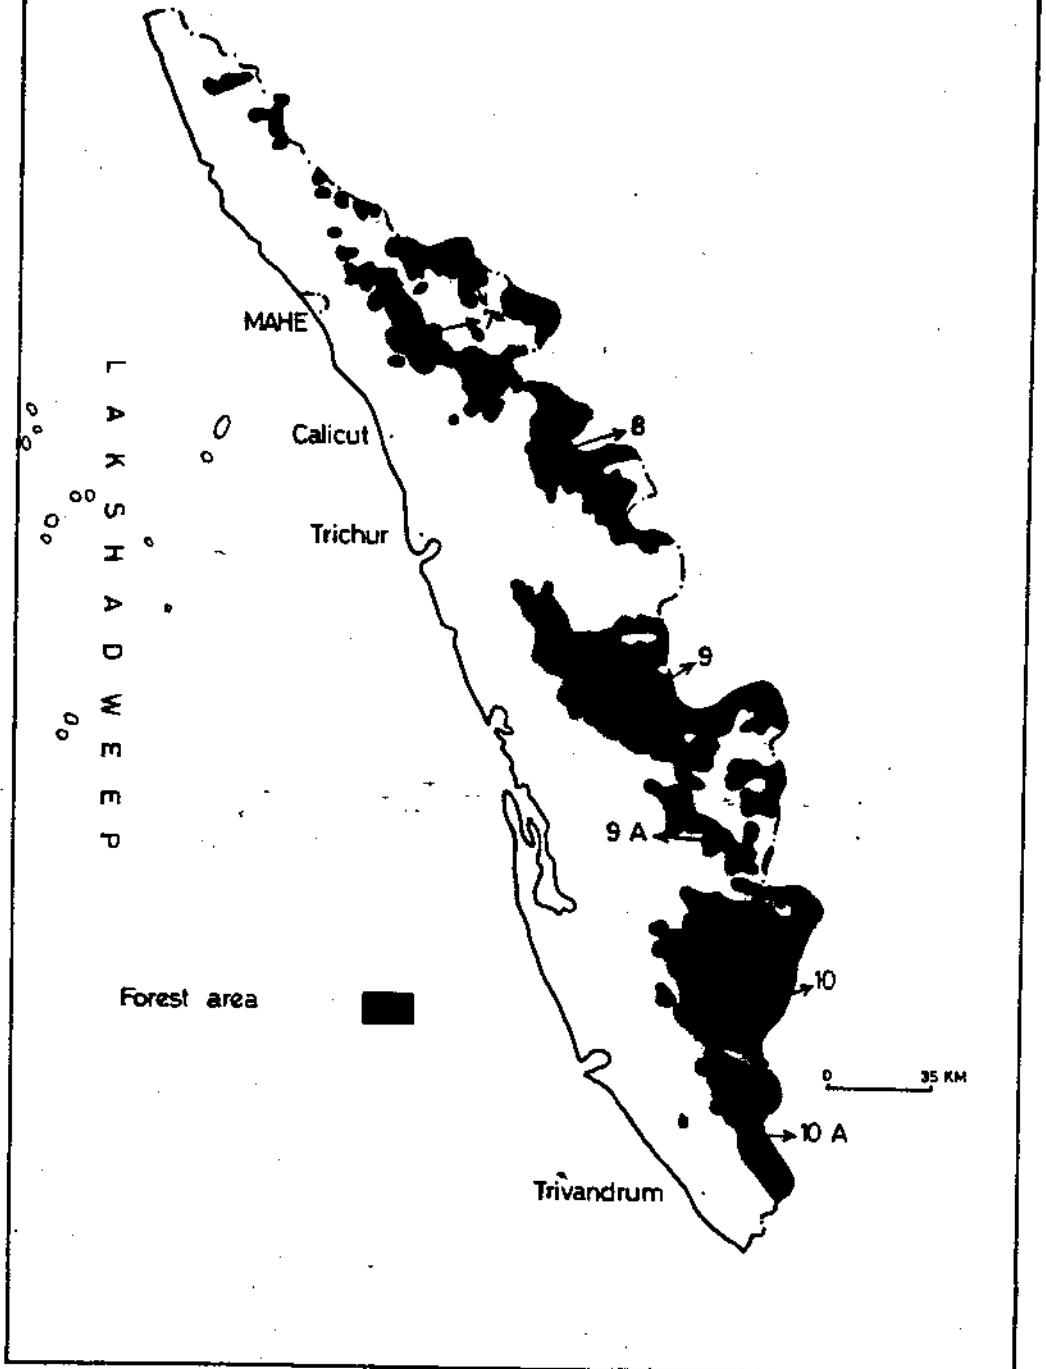 7
MAHE
LAKSHADWEEP
Calicut
8
Trichur
9
9 A
Forest area
10
0 35 KM
10 A
Trivandrum